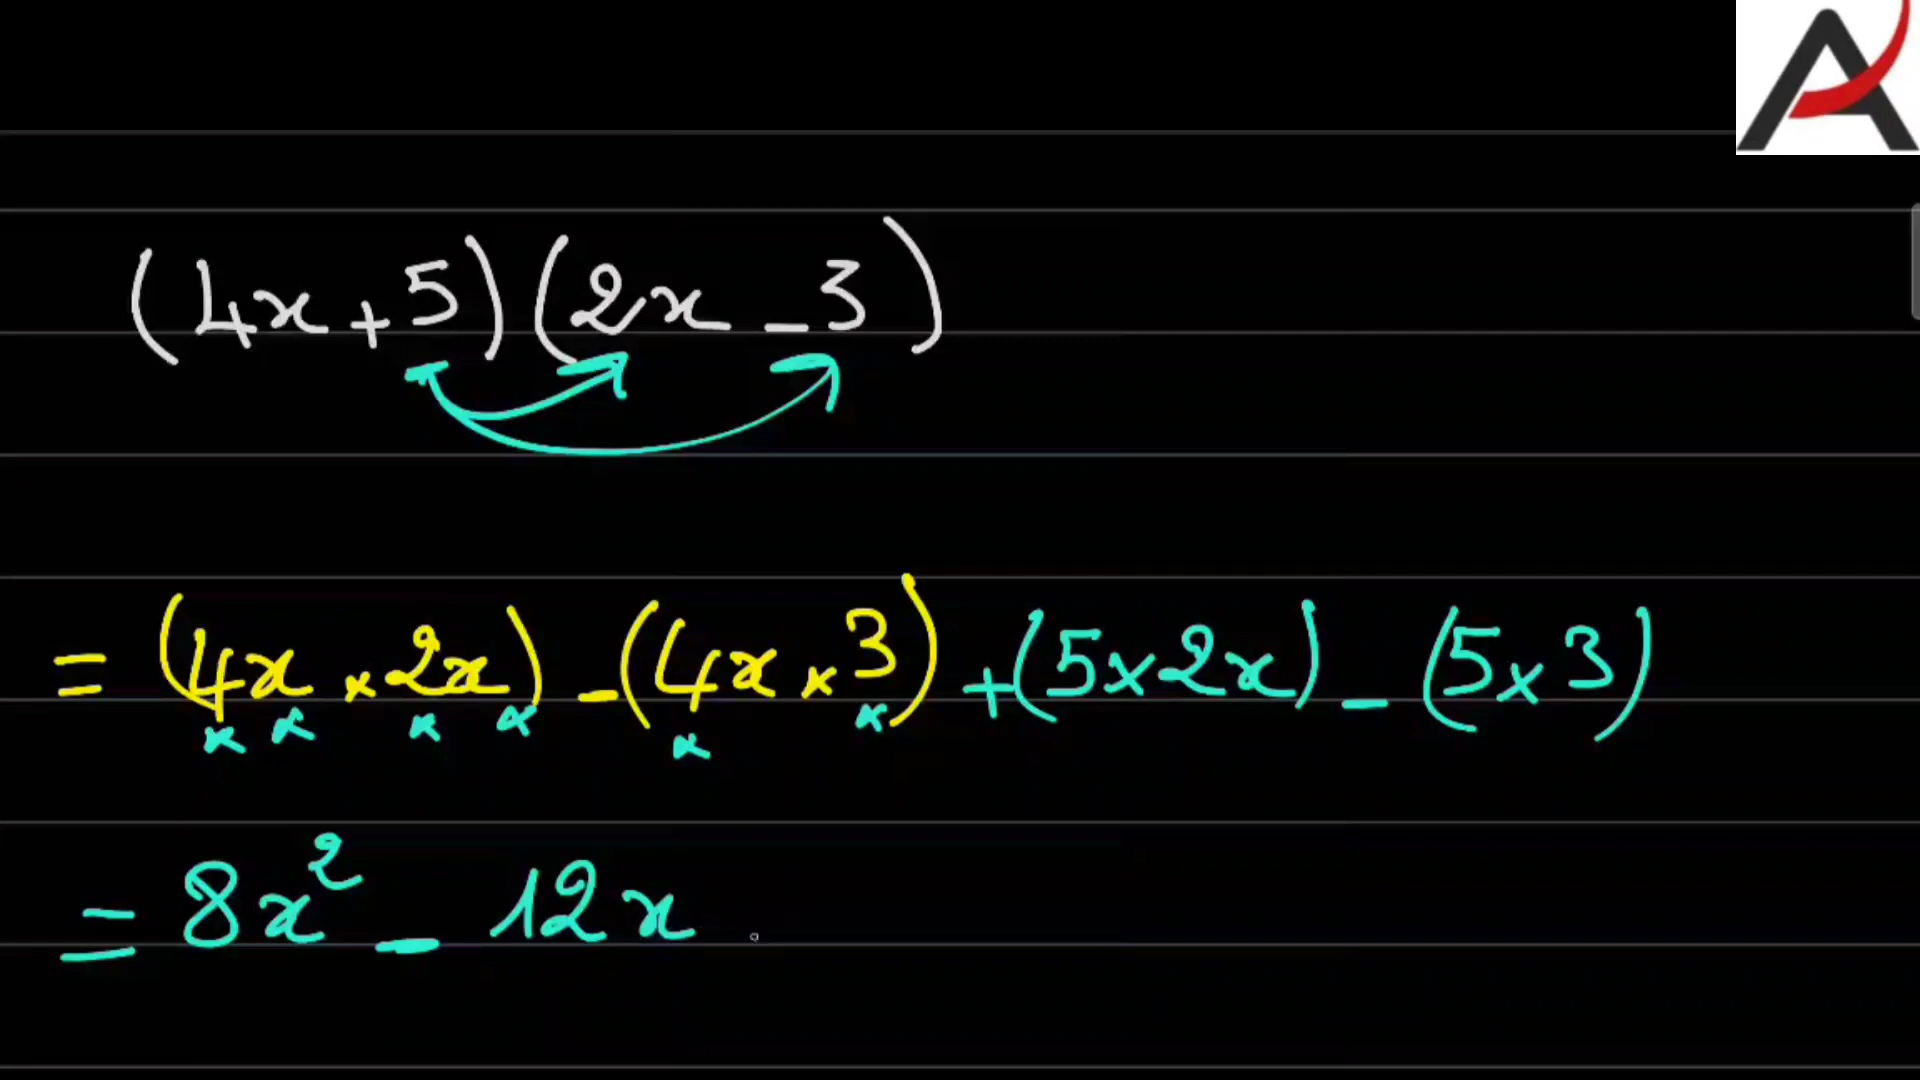 (4x+5)(2x-3)
= (4x×2x) - (4x×3) + (5×2x) - (5×3)
= 8x² - 12x